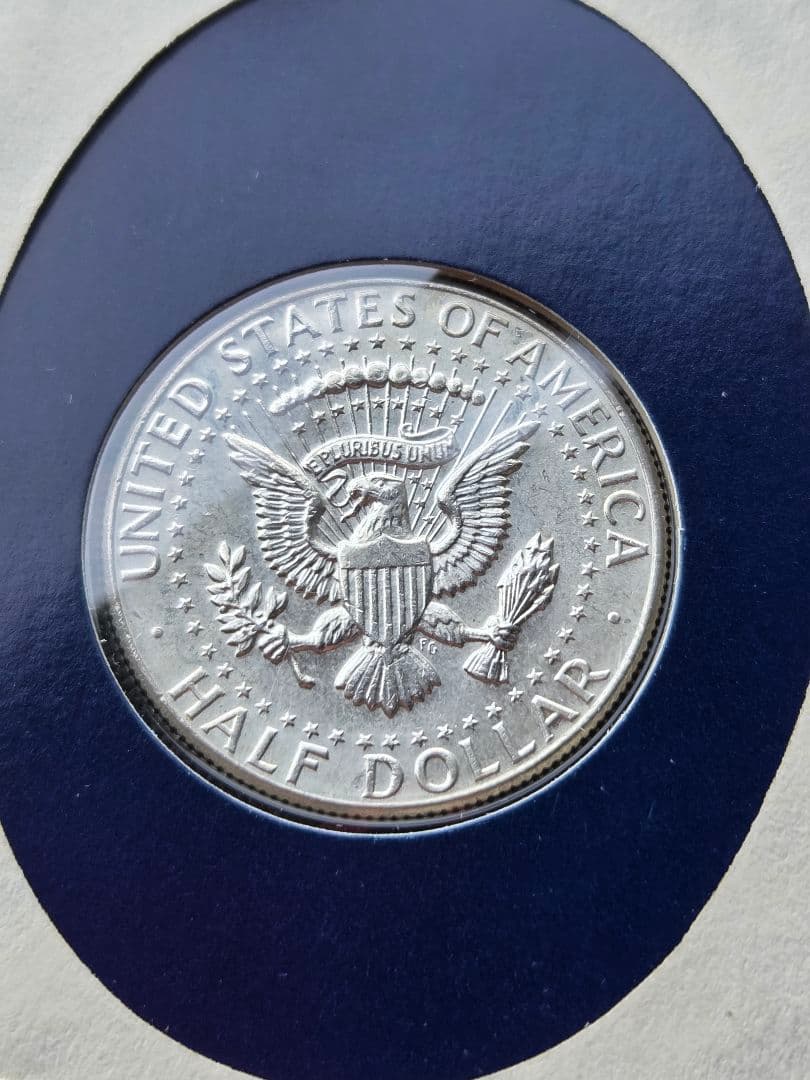 UNITED STATES OF AMERICA
E PLURIBUS UNUM
FG
HALF DOLLAR